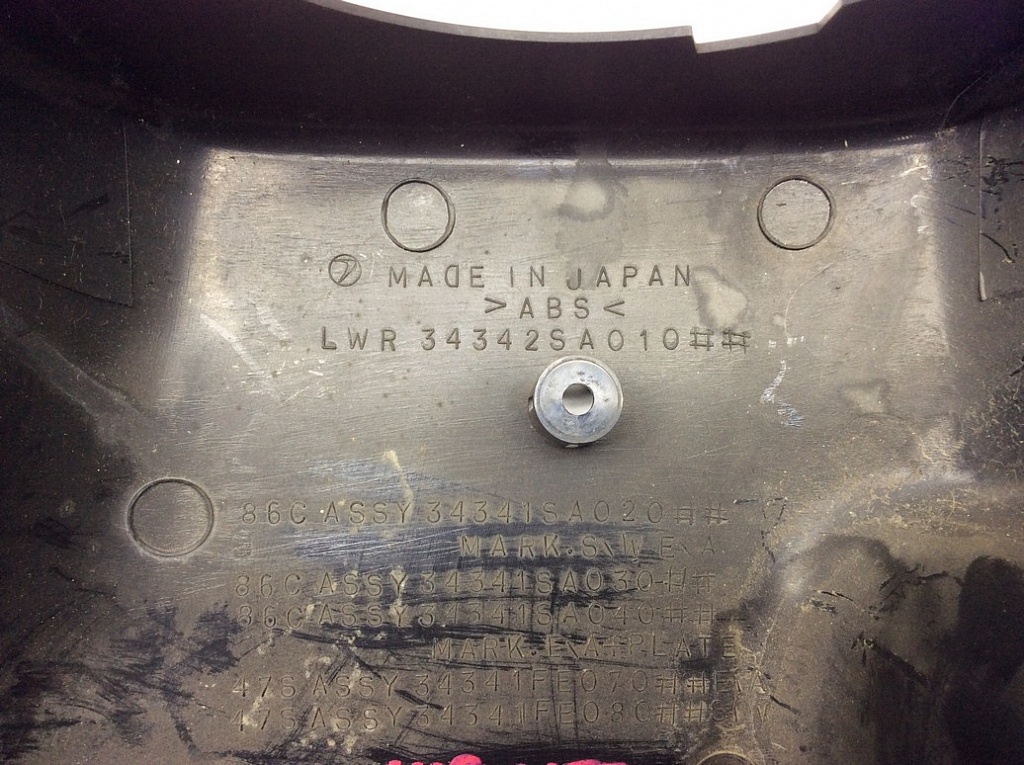 MADE IN JAPAN
>ABS<
LWR 34342SA010##
86C ASSY 34341SA020##
MARK.S\W E\A
86C ASSY 34341SA030##
86C ASSY 34341SA040##
MARK.E\A+PLATE
47S ASSY 34341FE070##
47S ASSY 34341FE080##